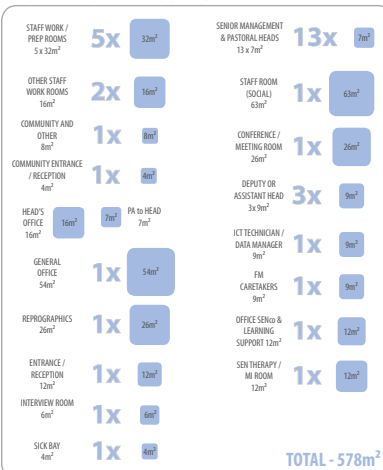 STAFF WORK /
PREP ROOMS
5 x 32m²
5x
32m²
OTHER STAFF
WORK ROOMS
16m²
2x
16m²
COMMUNITY AND
OTHER
8m²
1x
8m²
COMMUNITY ENTRANCE
/ RECEPTION
4m²
1x
4m²
HEAD'S
OFFICE
16m²
16m²
7m²
PA to HEAD
7m²
GENERAL
OFFICE
54m²
1x
54m²
REPROGRAPHICS
26m²
1x
26m²
ENTRANCE /
RECEPTION
12m²
1x
12m²
INTERVIEW ROOM
6m²
1x
6m²
SICK BAY
4m²
1x
4m²
SENIOR MANAGEMENT
& PASTORAL HEADS
13 x 7m²
13x
7m²
STAFF ROOM
(SOCIAL)
63m²
1x
63m²
CONFERENCE /
MEETING ROOM
26m²
1x
26m²
DEPUTY OR
ASSISTANT HEAD
3x 9m²
3x
9m²
ICT TECHNICIAN /
DATA MANAGER
9m²
1x
9m²
FM
CARETAKERS
9m²
1x
9m²
OFFICE SENco &
LEARNING
SUPPORT 12m²
1x
12m²
SEN THERAPY /
MI ROOM
12m²
1x
12m²
TOTAL - 578m²